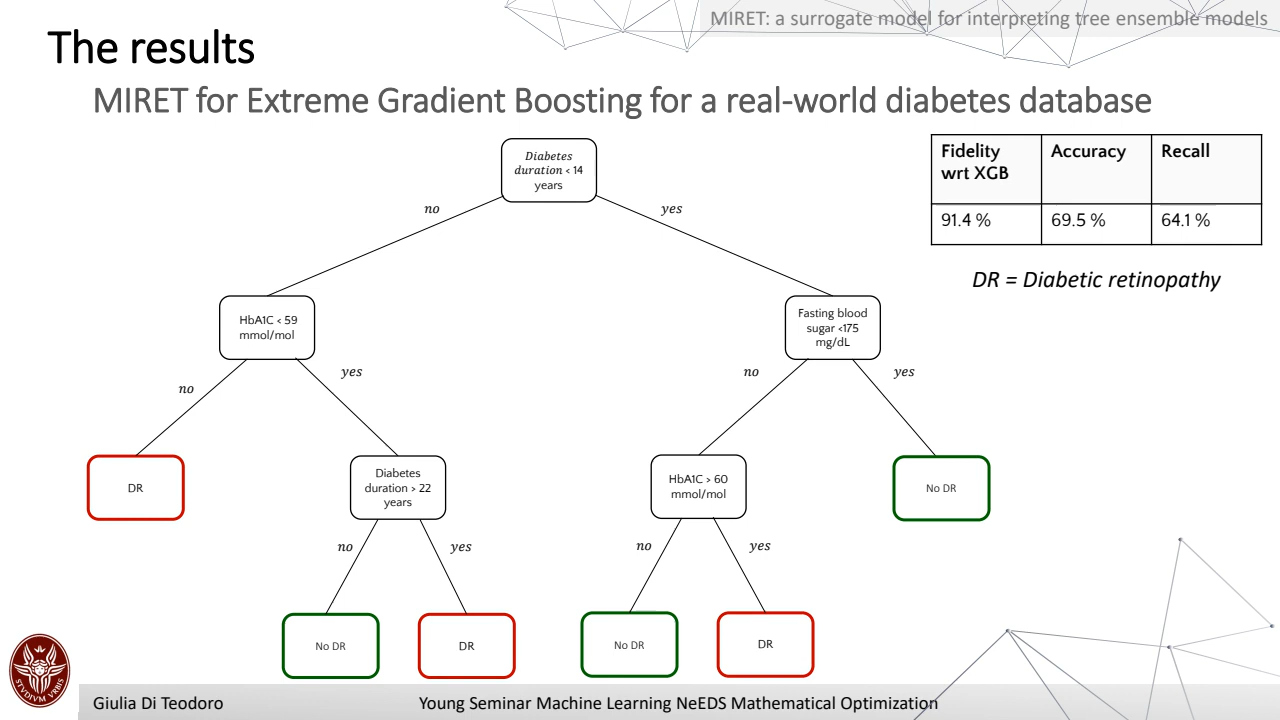 MIRET: a surrogate model for interpreting tree ensemble models
The results
MIRET for Extreme Gradient Boosting for a real-world diabetes database
Diabetes
duration < 14
years
no
yes
Fidelity
wrt XGB
Accuracy
Recall
91.4 %
69.5 %
64.1 %
DR = Diabetic retinopathy
HbA1C < 59
mmol/mol
Fasting blood
sugar <175
mg/dL
no
yes
no
yes
DR
Diabetes
duration > 22
years
HbA1C > 60
mmol/mol
No DR
no
yes
no
yes
No DR
DR
No DR
DR
STVDIVM VRBIS
Giulia Di Teodoro
Young Seminar Machine Learning NeEDS Mathematical Optimization